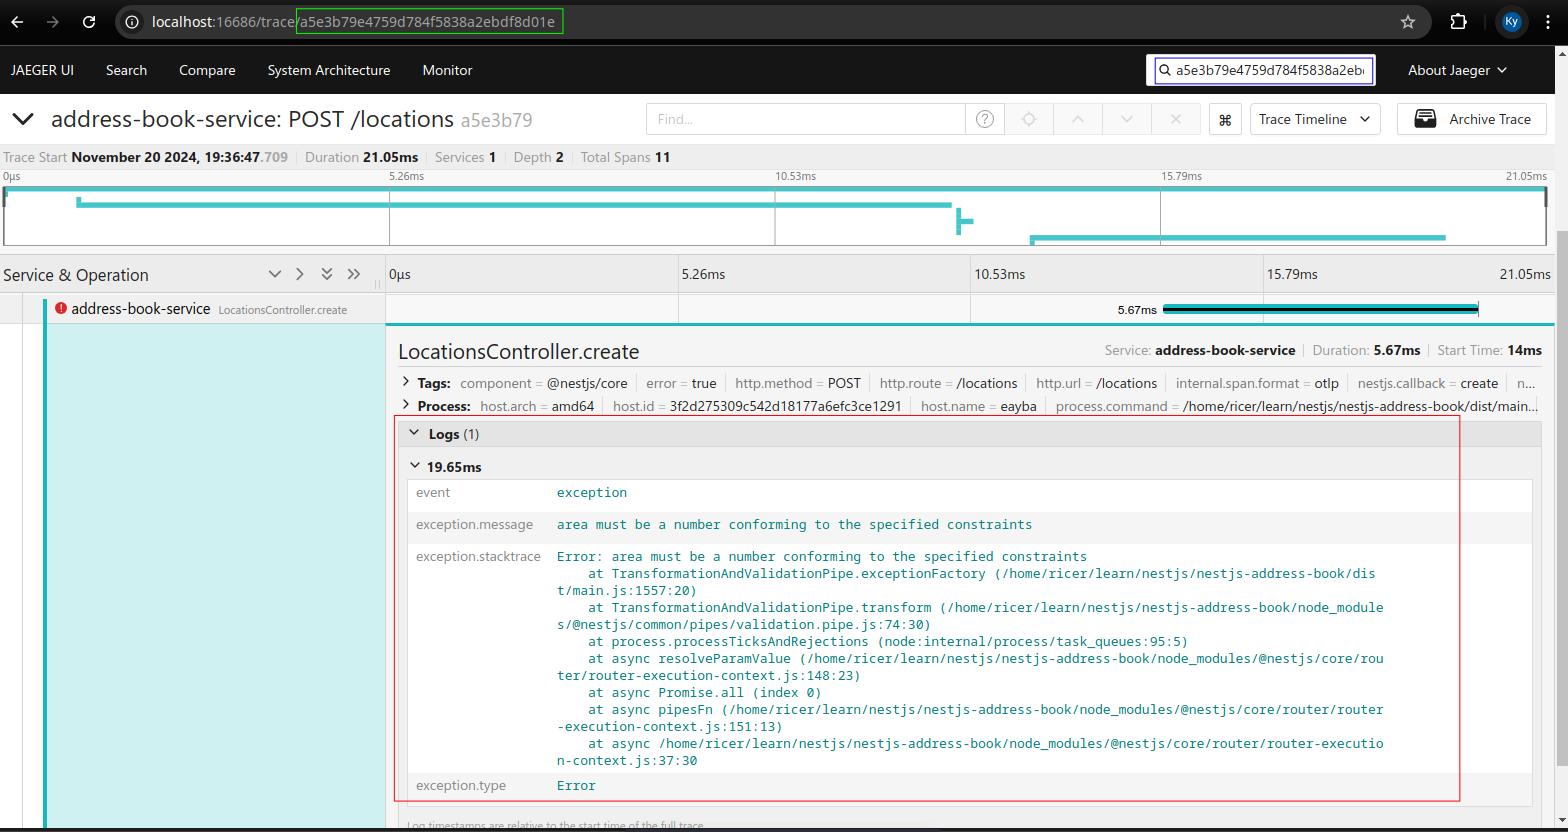 localhost:16686/trace/a5e3b79e4759d784f5838a2ebdf8d01e
Ky
JAEGER UI Search Compare System Architecture Monitor
a5e3b79e4759d784f5838a2eb
About Jaeger
address-book-service: POST /locations a5e3b79
Find...
?
⌘
Trace Timeline
Archive Trace
Trace Start November 20 2024, 19:36:47.709 Duration 21.05ms Services 1 Depth 2 Total Spans 11
0μs 5.26ms 10.53ms 15.79ms 21.05ms
Service & Operation
0μs 5.26ms 10.53ms 15.79ms 21.05ms
address-book-service LocationsController.create
5.67ms
LocationsController.create
Service: address-book-service Duration: 5.67ms Start Time: 14ms
Tags: component = @nestjs/core error = true http.method = POST http.route = /locations http.url = /locations internal.span.format = otlp nestjs.callback = create n...
Process: host.arch = amd64 host.id = 3f2d275309c542d18177a6efc3ce1291 host.name = eayba process.command = /home/ricer/learn/nestjs/nestjs-address-book/dist/main...
Logs (1)
19.65ms
event exception
exception.message area must be a number conforming to the specified constraints
exception.stacktrace Error: area must be a number conforming to the specified constraints
at TransformationAndValidationPipe.exceptionFactory (/home/ricer/learn/nestjs/nestjs-address-book/dis
t/main.js:1557:20)
at TransformationAndValidationPipe.transform (/home/ricer/learn/nestjs/nestjs-address-book/node_module
s/@nestjs/common/pipes/validation.pipe.js:74:30)
at process.processTicksAndRejections (node:internal/process/task_queues:95:5)
at async resolveParamValue (/home/ricer/learn/nestjs/nestjs-address-book/node_modules/@nestjs/core/rou
ter/router-execution-context.js:148:23)
at async Promise.all (index 0)
at async pipesFn (/home/ricer/learn/nestjs/nestjs-address-book/node_modules/@nestjs/core/router/router
-execution-context.js:151:13)
at async /home/ricer/learn/nestjs/nestjs-address-book/node_modules/@nestjs/core/router/router-executio
n-context.js:37:30
exception.type Error
Log timestamps are relative to the start time of the full trace.